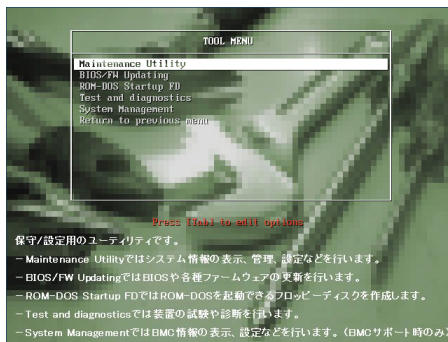 TOOL MENU
Maintenance Utility
BIOS/FW Updating
ROM-DOS Startup FD
Test and diagnostics
System Management
Return to previous menu
Press [Tab] to edit options
保守/設定用のユーティリティです。
－Maintenance Utilityではシステム情報の表示、管理、設定などを行います。
－BIOS/FW UpdatingではBIOSや各種ファームウェアの更新を行います。
－ROM-DOS Startup FDではROM-DOSを起動できるフロッピーディスクを作成します。
－Test and diagnosticsでは装置の試験や診断を行います。
－System ManagementではBMC情報の表示、設定などを行います。(BMCサポート時のみ)